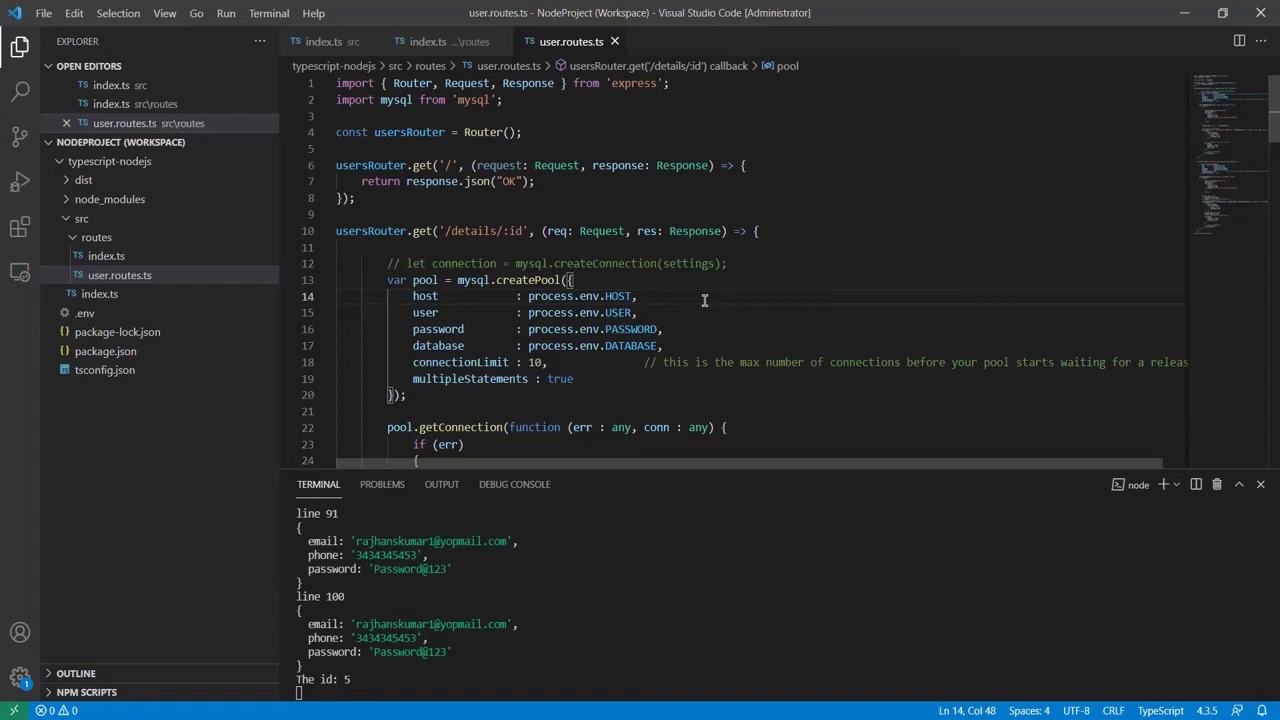 File Edit Selection View Go Run Terminal Help
user.routes.ts - NodeProject (Workspace) - Visual Studio Code [Administrator]
EXPLORER
OPEN EDITORS
TS index.ts src
TS index.ts src\routes
TS user.routes.ts src\routes
NODEPROJECT (WORKSPACE)
typescript-nodejs
dist
node_modules
src
routes
TS index.ts
TS user.routes.ts
TS index.ts
.env
{} package-lock.json
{} package.json
tsconfig.json
OUTLINE
NPM SCRIPTS
TS index.ts src
TS index.ts ...\routes
TS user.routes.ts
typescript-nodejs > src > routes > TS user.routes.ts > usersRouter.get('/details/:id') callback > pool
1 import { Router, Request, Response } from 'express';
2 import mysql from 'mysql';
3
4 const usersRouter = Router();
5
6 usersRouter.get('/', (request: Request, response: Response) => {
7 return response.json("OK");
8 });
9
10 usersRouter.get('/details/:id', (req: Request, res: Response) => {
11
12 // let connection = mysql.createConnection(settings);
13 var pool = mysql.createPool({
14 host : process.env.HOST,
15 user : process.env.USER,
16 password : process.env.PASSWORD,
17 database : process.env.DATABASE,
18 connectionLimit : 10, // this is the max number of connections before your pool starts waiting for a releas
19 multipleStatements : true
20 });
21
22 pool.getConnection(function (err : any, conn : any) {
23 if (err)
24 {
TERMINAL PROBLEMS OUTPUT DEBUG CONSOLE
node
line 91
{
email: 'rajhanskumar1@yopmail.com',
phone: '3434345453',
password: 'Password@123'
}
line 100
{
email: 'rajhanskumar1@yopmail.com',
phone: '3434345453',
password: 'Password@123'
}
The id: 5
1
0 0 Ln 14, Col 48 Spaces: 4 UTF-8 CRLF TypeScript 4.3.5